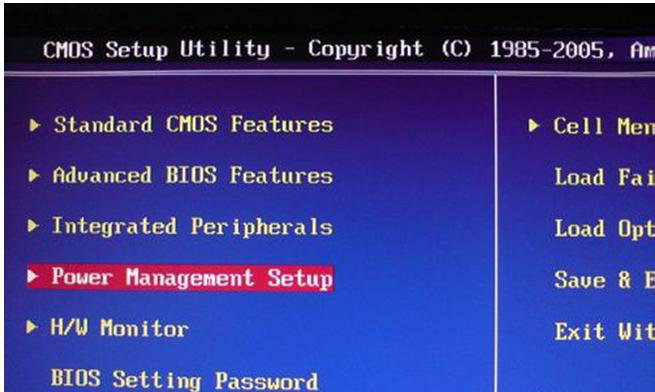 CMOS Setup Utility - Copyright (C) 1985-2005, Am
Standard CMOS Features
Advanced BIOS Features
Integrated Peripherals
Power Management Setup
H/W Monitor
BIOS Setting Password
Cell Men
Load Fai
Load Opt
Save & E
Exit Wit